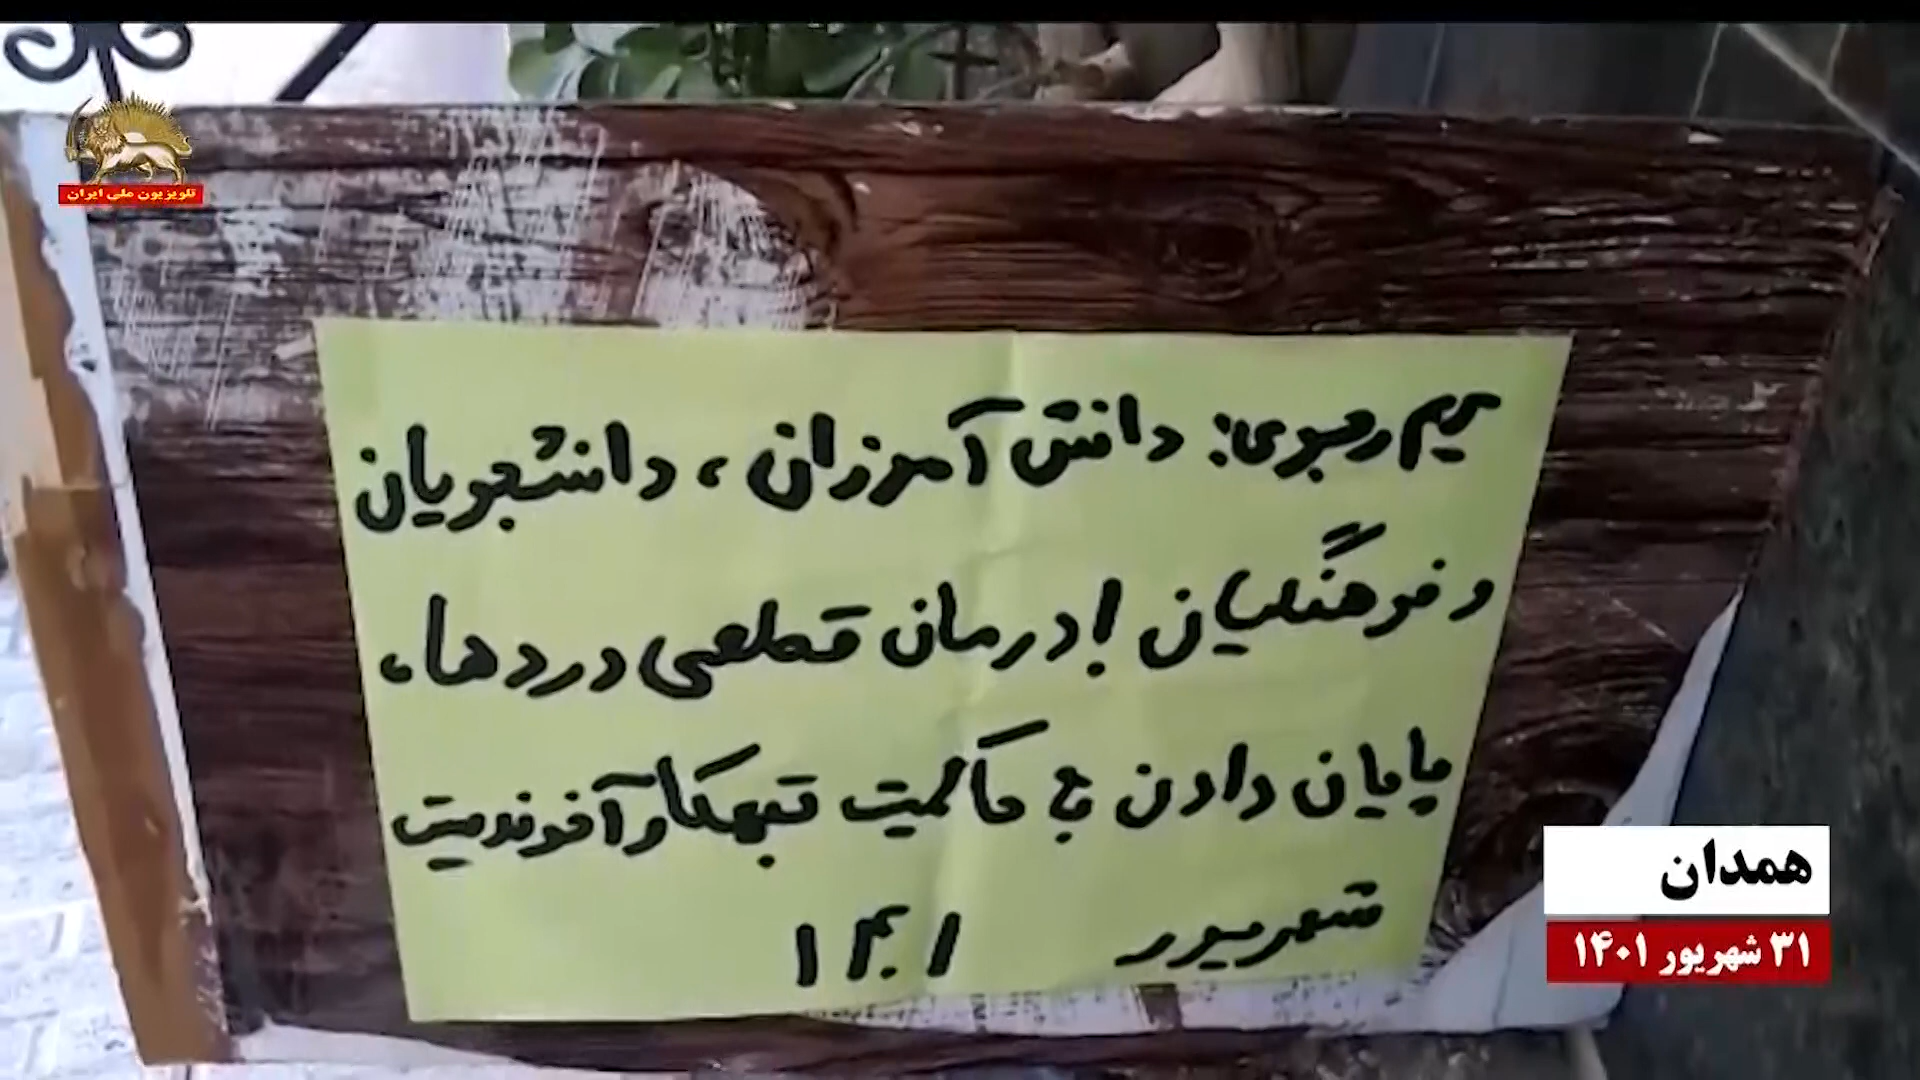 تلویزیون ملی ایران
مریم رجوی: دانش آموزان، دانشجویان
و فرهنگیان! درمان قطعی دردها،
پایان دادن به حاکمیت تبهکار آخوندیست
شهریور ۱۴۰۱
همدان
۳۱ شهریور ۱۴۰۱